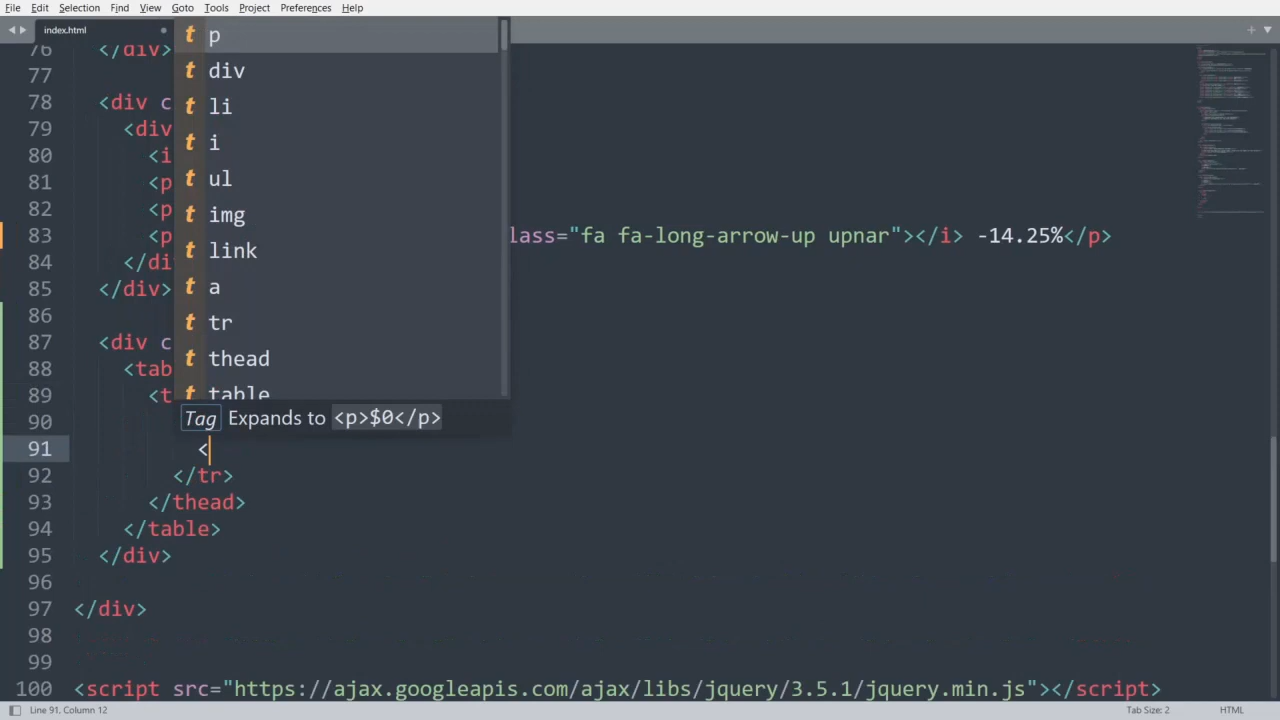 File Edit Selection Find View Goto Tools Project Preferences Help
index.html
76 </div>
77
78 <div c
79 <div
80 <i
81 <p
82 <p
83 <p lass="fa fa-long-arrow-up upnar"></i> -14.25%</p>
84 </di
85 </div>
86
87 <div c
88 <tab
89 <t
90
91 <
92 </tr>
93 </thead>
94 </table>
95 </div>
96
97 </div>
98
99
100 <script src="https://ajax.googleapis.com/ajax/libs/jquery/3.5.1/jquery.min.js"></script>
t p
t div
t li
t i
t ul
t img
t link
t a
t tr
t thead
t table
Tag Expands to <p>$0</p>
Line 91, Column 12 Tab Size: 2 HTML